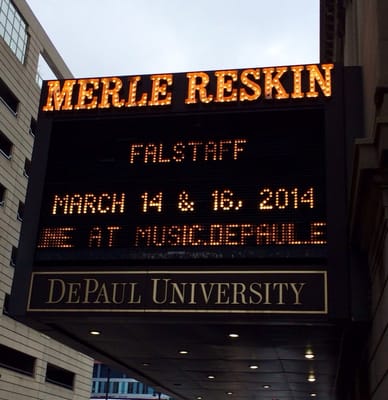 MERLE RESKIN
FALSTAFF
MARCH 14 & 16, 2014
AT MUSIC.DEPAUL.E
DEPAUL UNIVERSITY